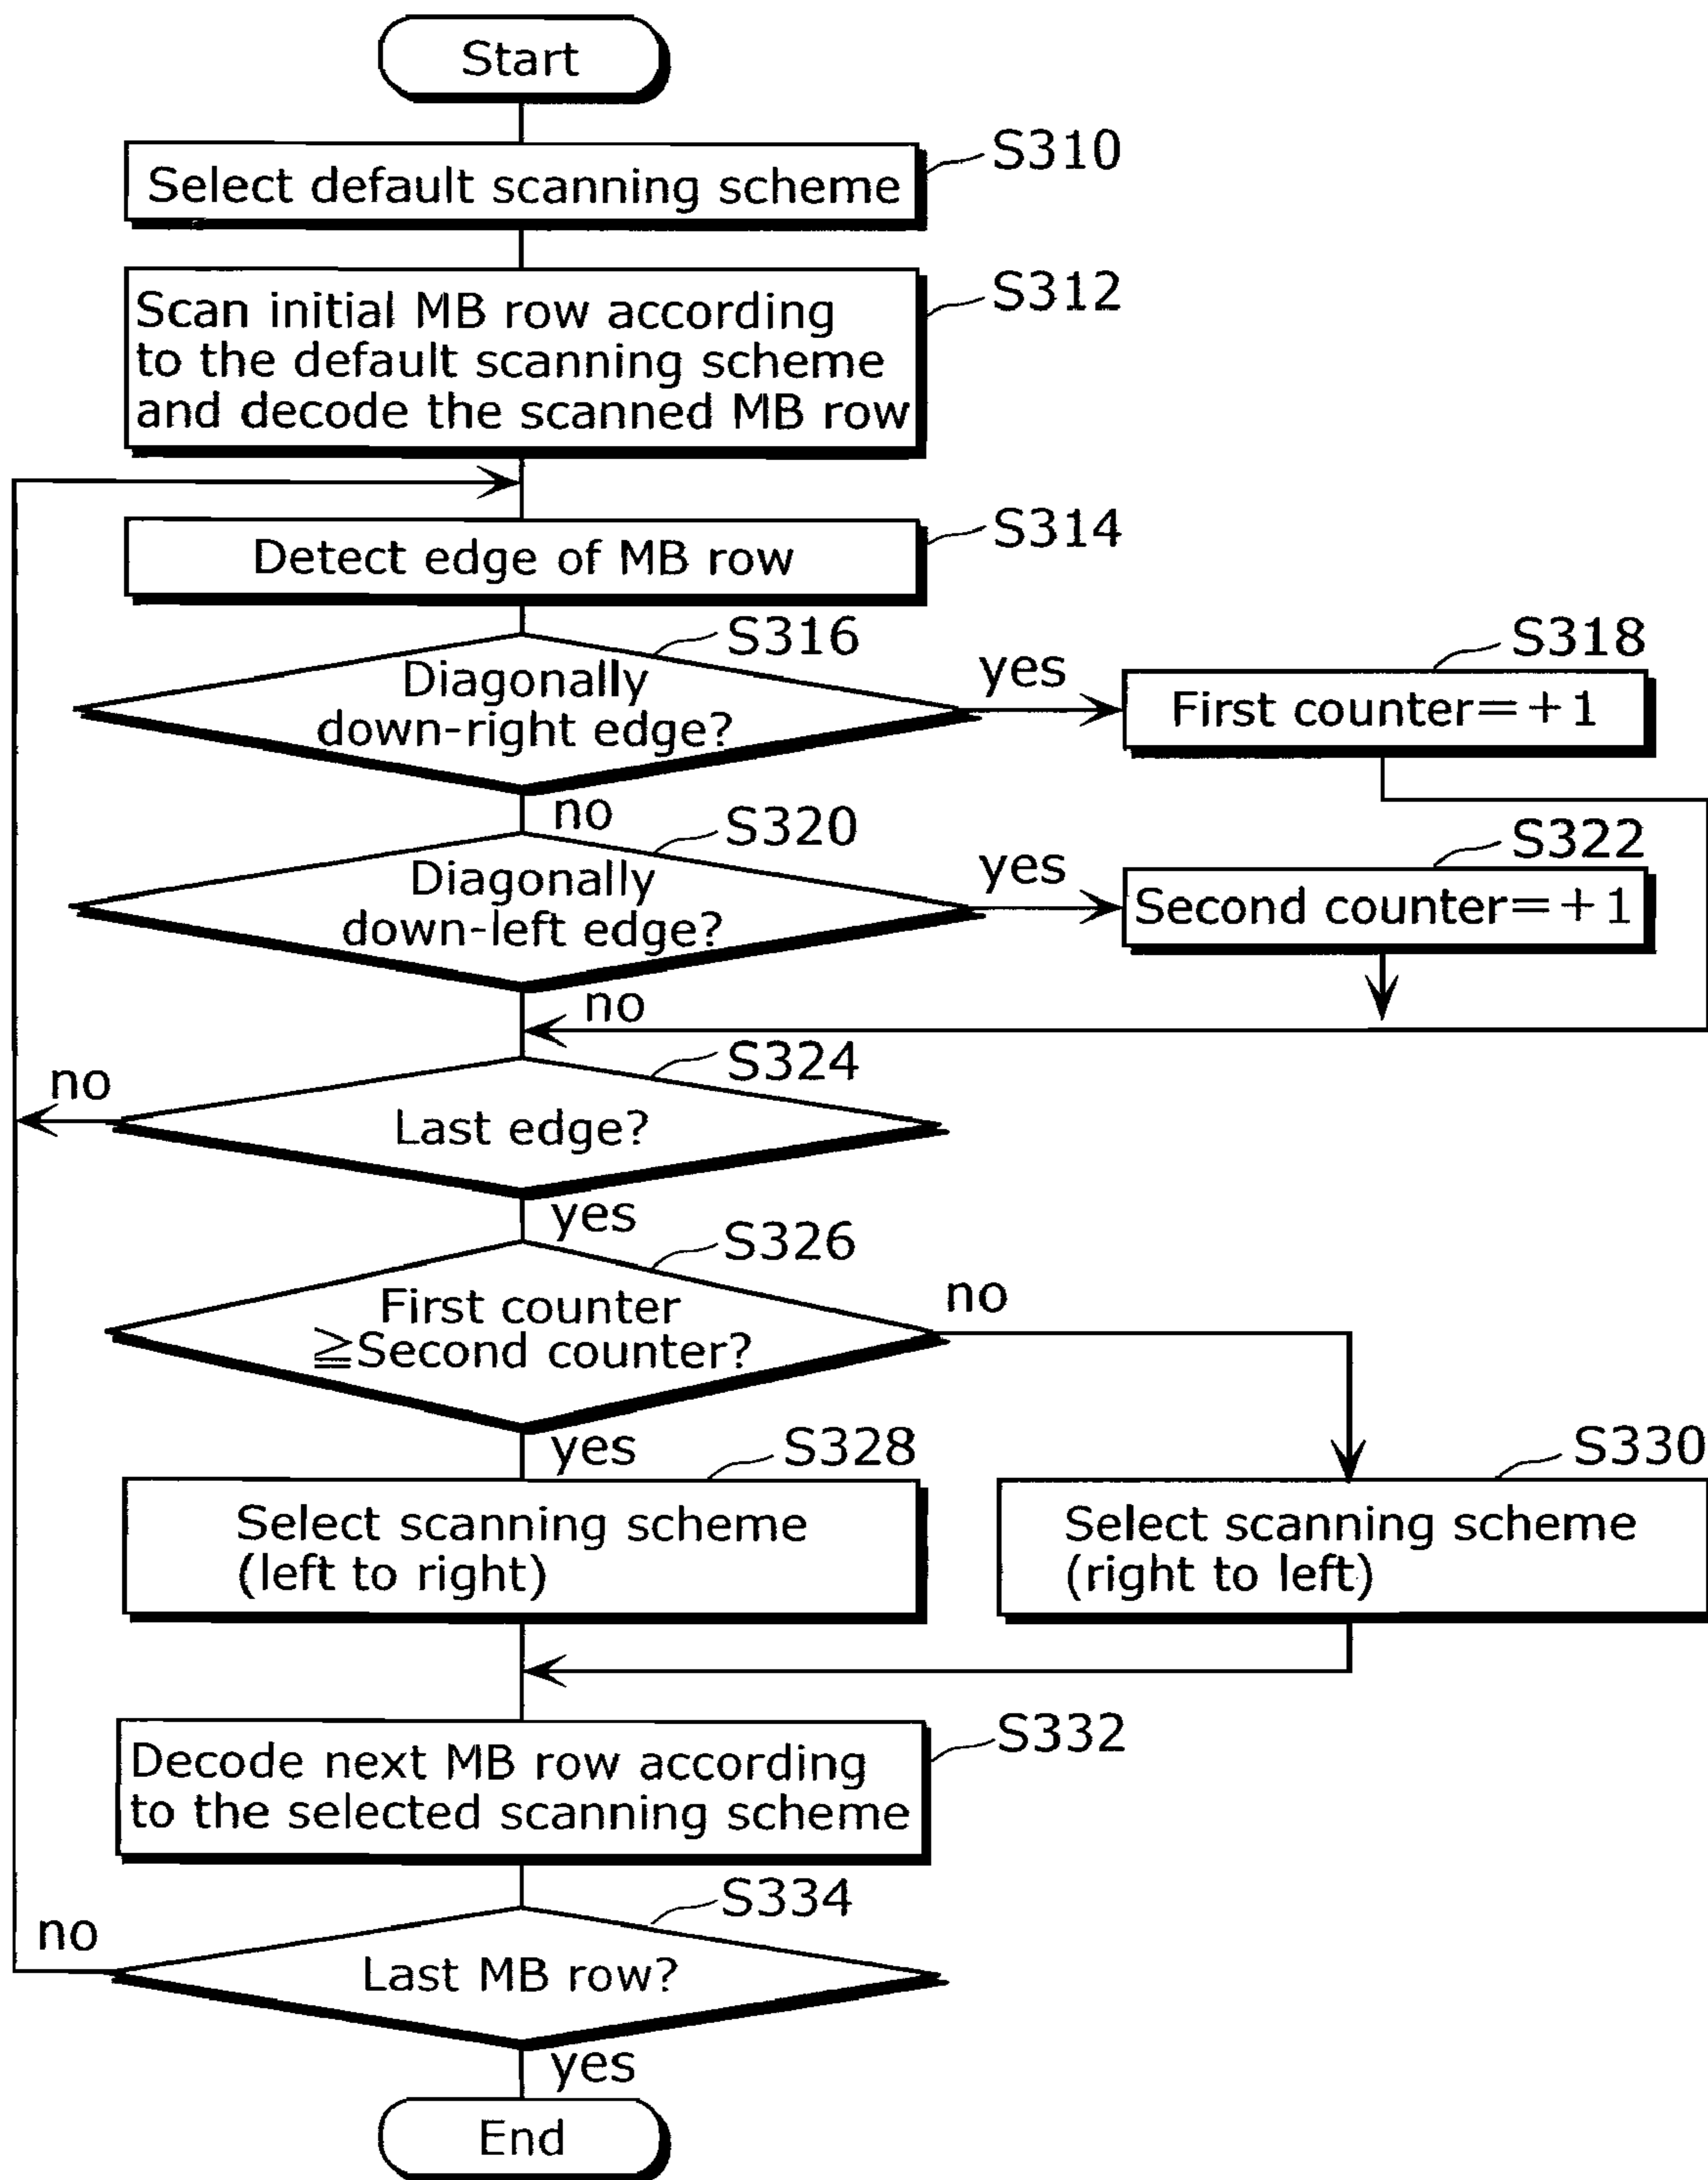 Start
S310
Select default scanning scheme
S312
Scan initial MB row according
to the default scanning scheme
and decode the scanned MB row
S314
Detect edge of MB row
S316
Diagonally
down-right edge?
yes
S318
First counter=+1
no
S320
Diagonally
down-left edge?
yes
S322
Second counter=+1
no
S324
Last edge?
no
yes
S326
First counter
≧Second counter?
no
yes
S328
Select scanning scheme
(left to right)
S330
Select scanning scheme
(right to left)
S332
Decode next MB row according
to the selected scanning scheme
S334
Last MB row?
no
yes
End